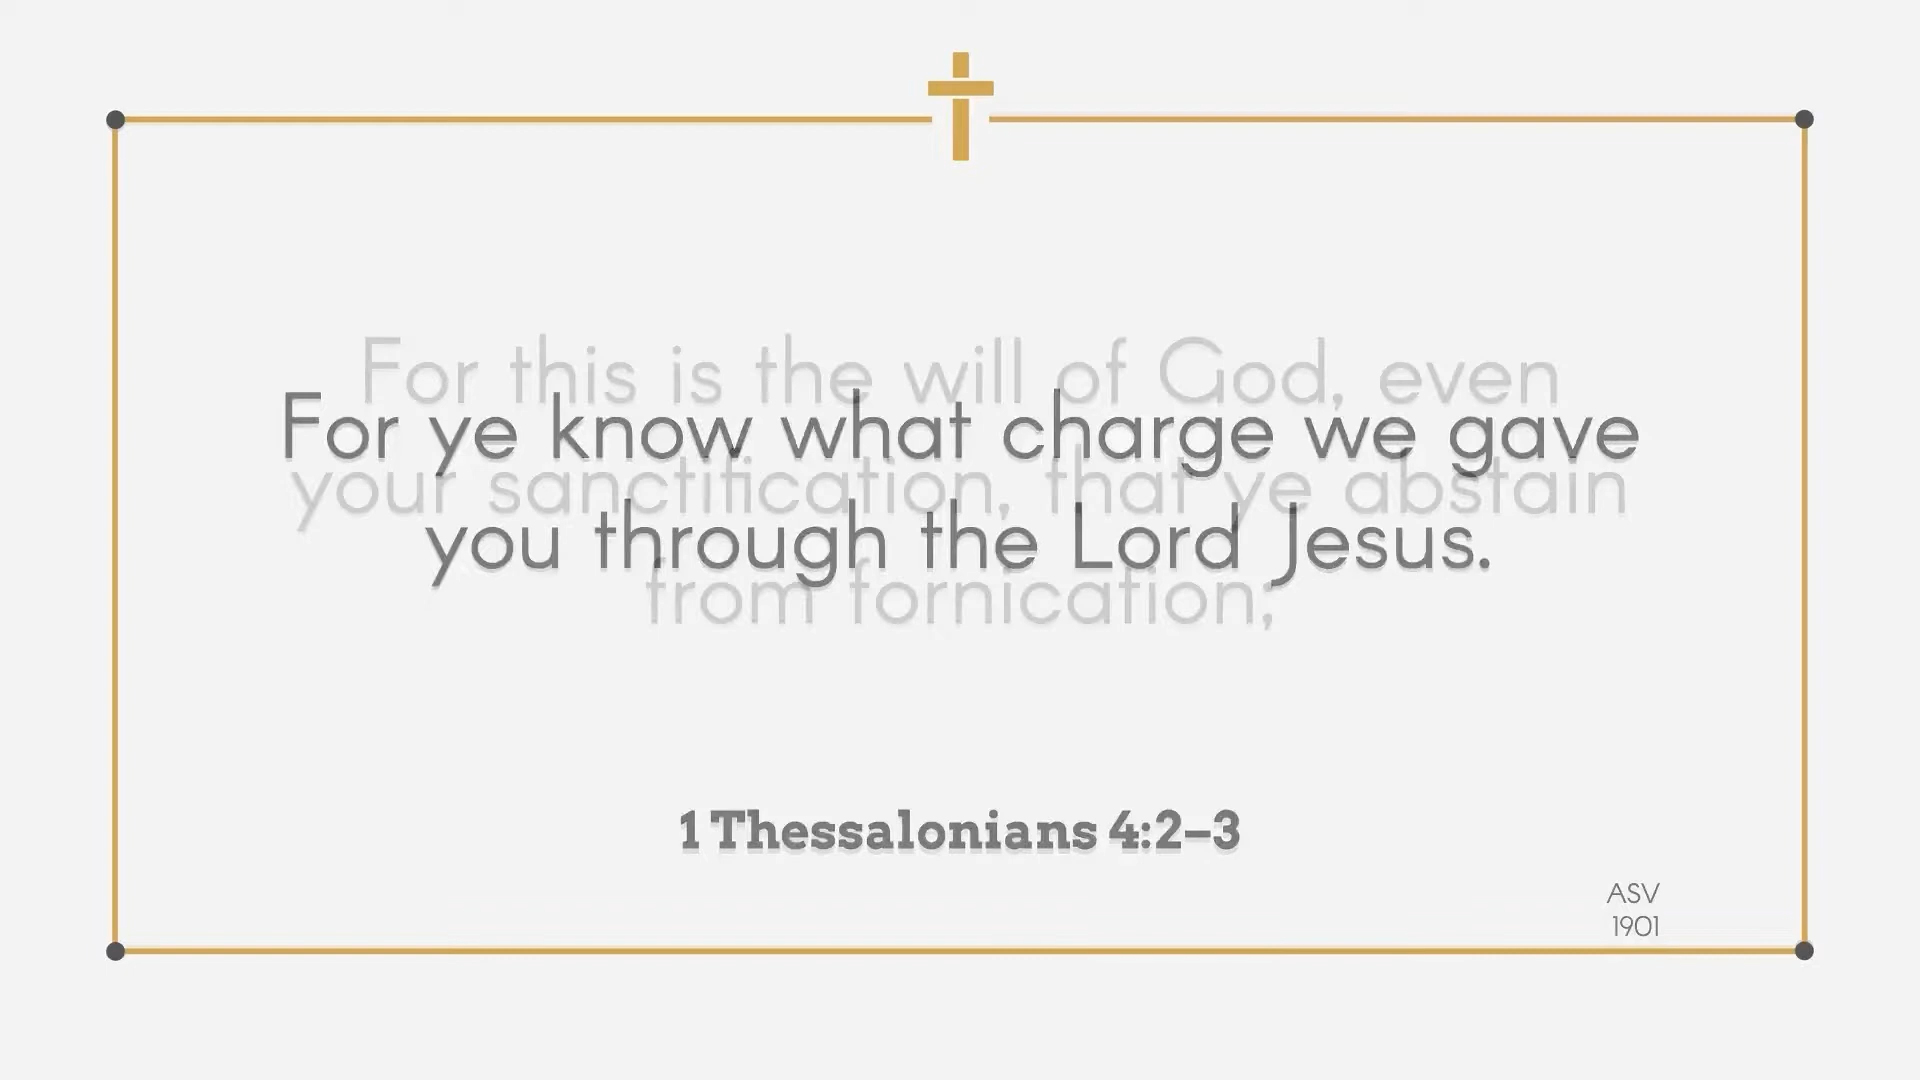 For this is the will of God, even
For ye know what charge we gave
your sanctification, that ye abstain
you through the Lord Jesus.
from fornication;
1 Thessalonians 4:2–3
ASV
1901